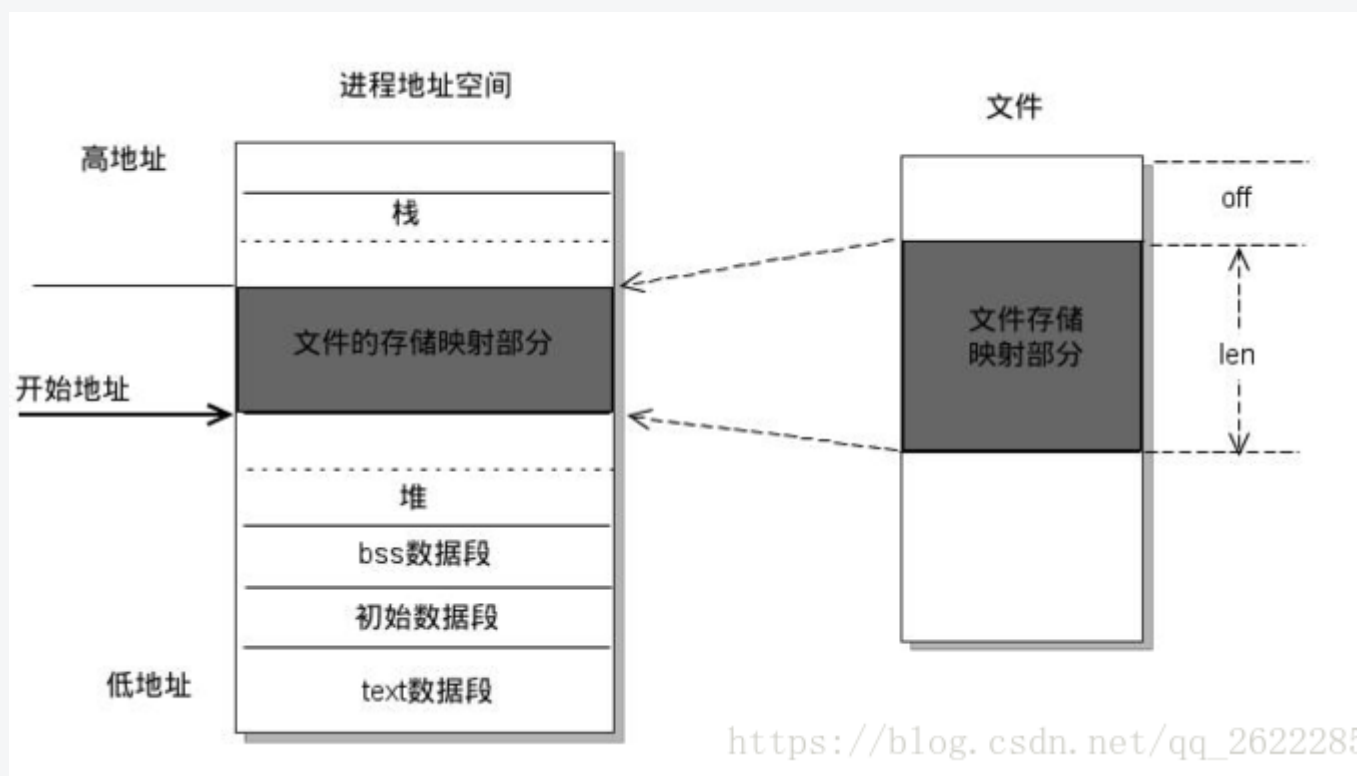 进程地址空间
文件
高地址
栈
off
文件的存储映射部分
文件存储
映射部分
len
开始地址
堆
bss数据段
初始数据段
低地址
text数据段
https://blog.csdn.net/qq_2622285